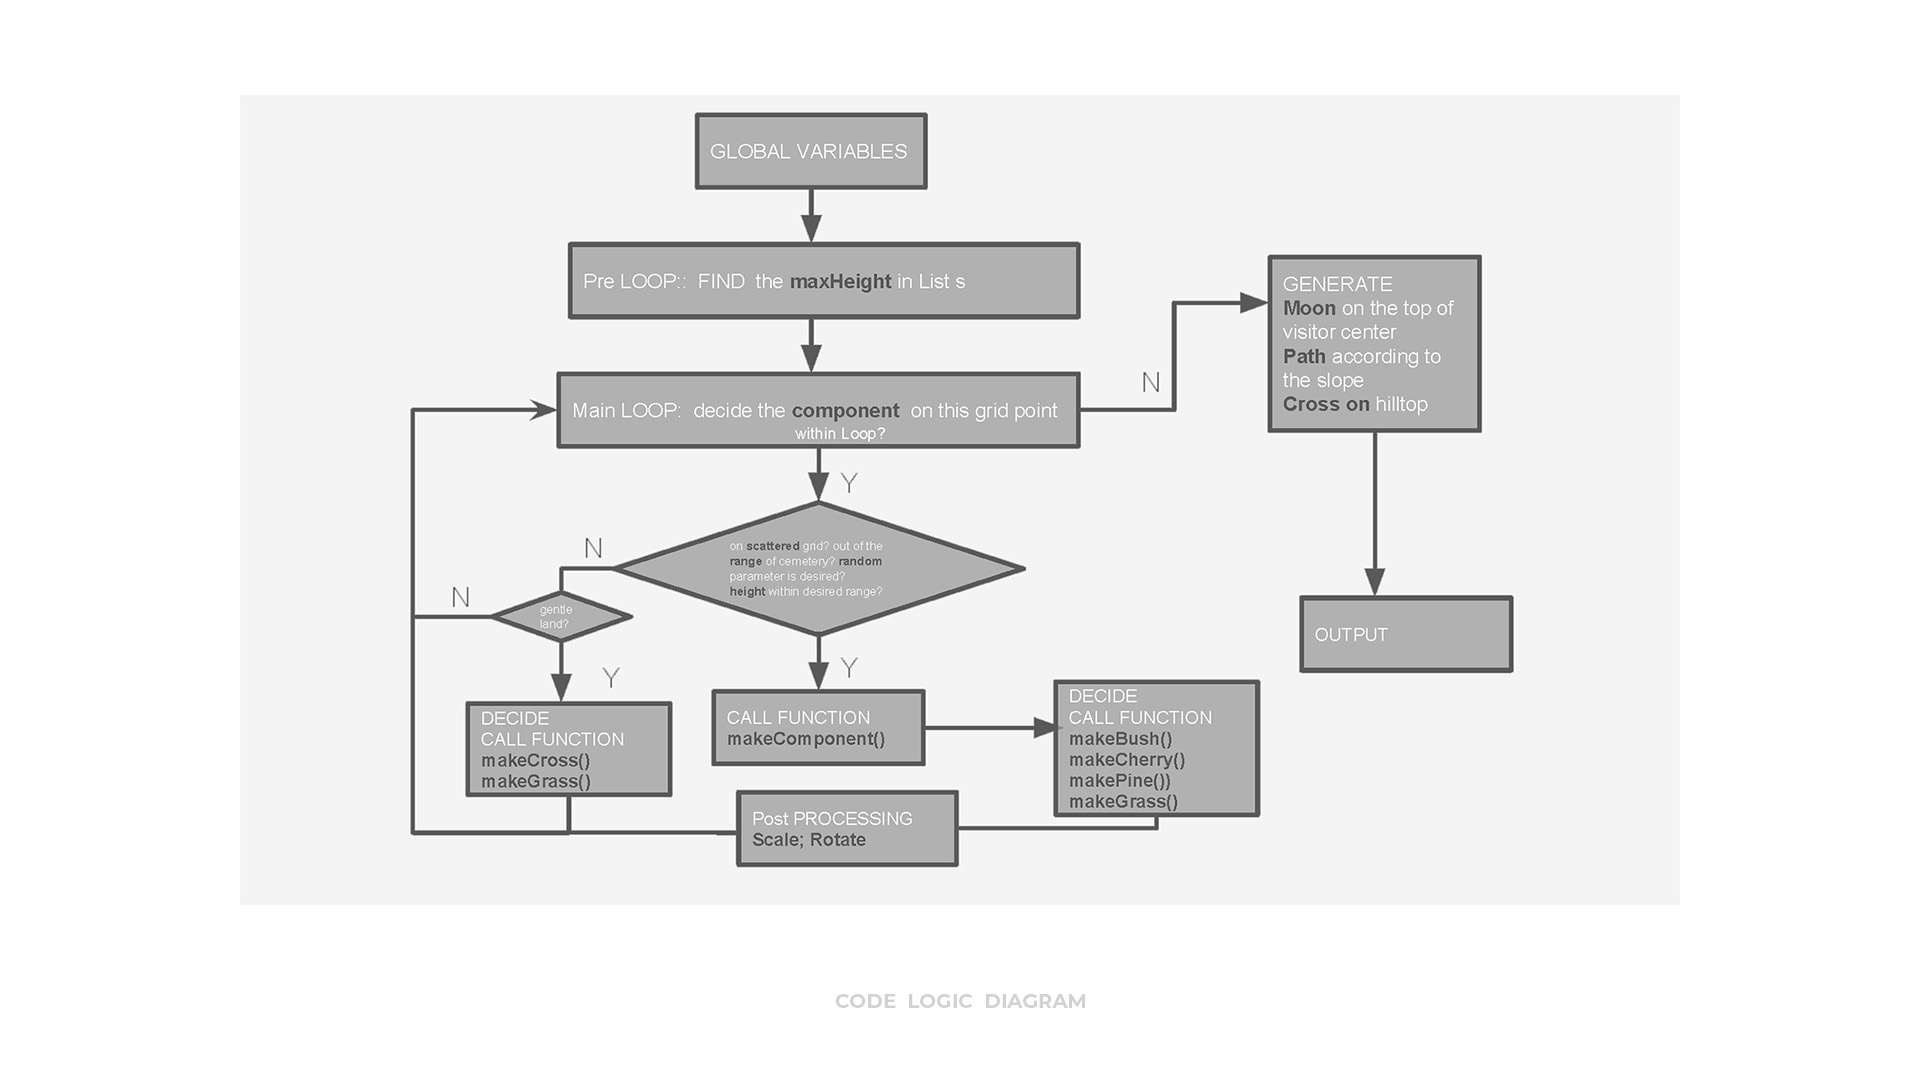 GLOBAL VARIABLES
Pre LOOP:: FIND the maxHeight in List s
GENERATE
Moon on the top of
visitor center
Path according to
the slope
Cross on hilltop
N
Main LOOP: decide the component on this grid point
within Loop?
Y
N
on scattered grid? out of the
range of cemetery? random
parameter is desired?
height within desired range?
N
gentle
land?
OUTPUT
Y
Y
DECIDE
CALL FUNCTION
makeCross()
makeGrass()
CALL FUNCTION
makeComponent()
DECIDE
CALL FUNCTION
makeBush()
makeCherry()
makePine())
makeGrass()
Post PROCESSING
Scale; Rotate
CODE LOGIC DIAGRAM